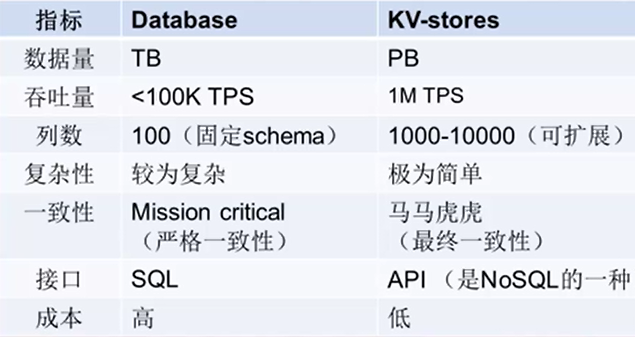 指标 Database KV-stores
数据量 TB PB
吞吐量 <100K TPS 1M TPS
列数 100（固定schema） 1000-10000（可扩展）
复杂性 较为复杂 极为简单
一致性 Mission critical 马马虎虎
（严格一致性） （最终一致性）
接口 SQL API （是NoSQL的一种
成本 高 低